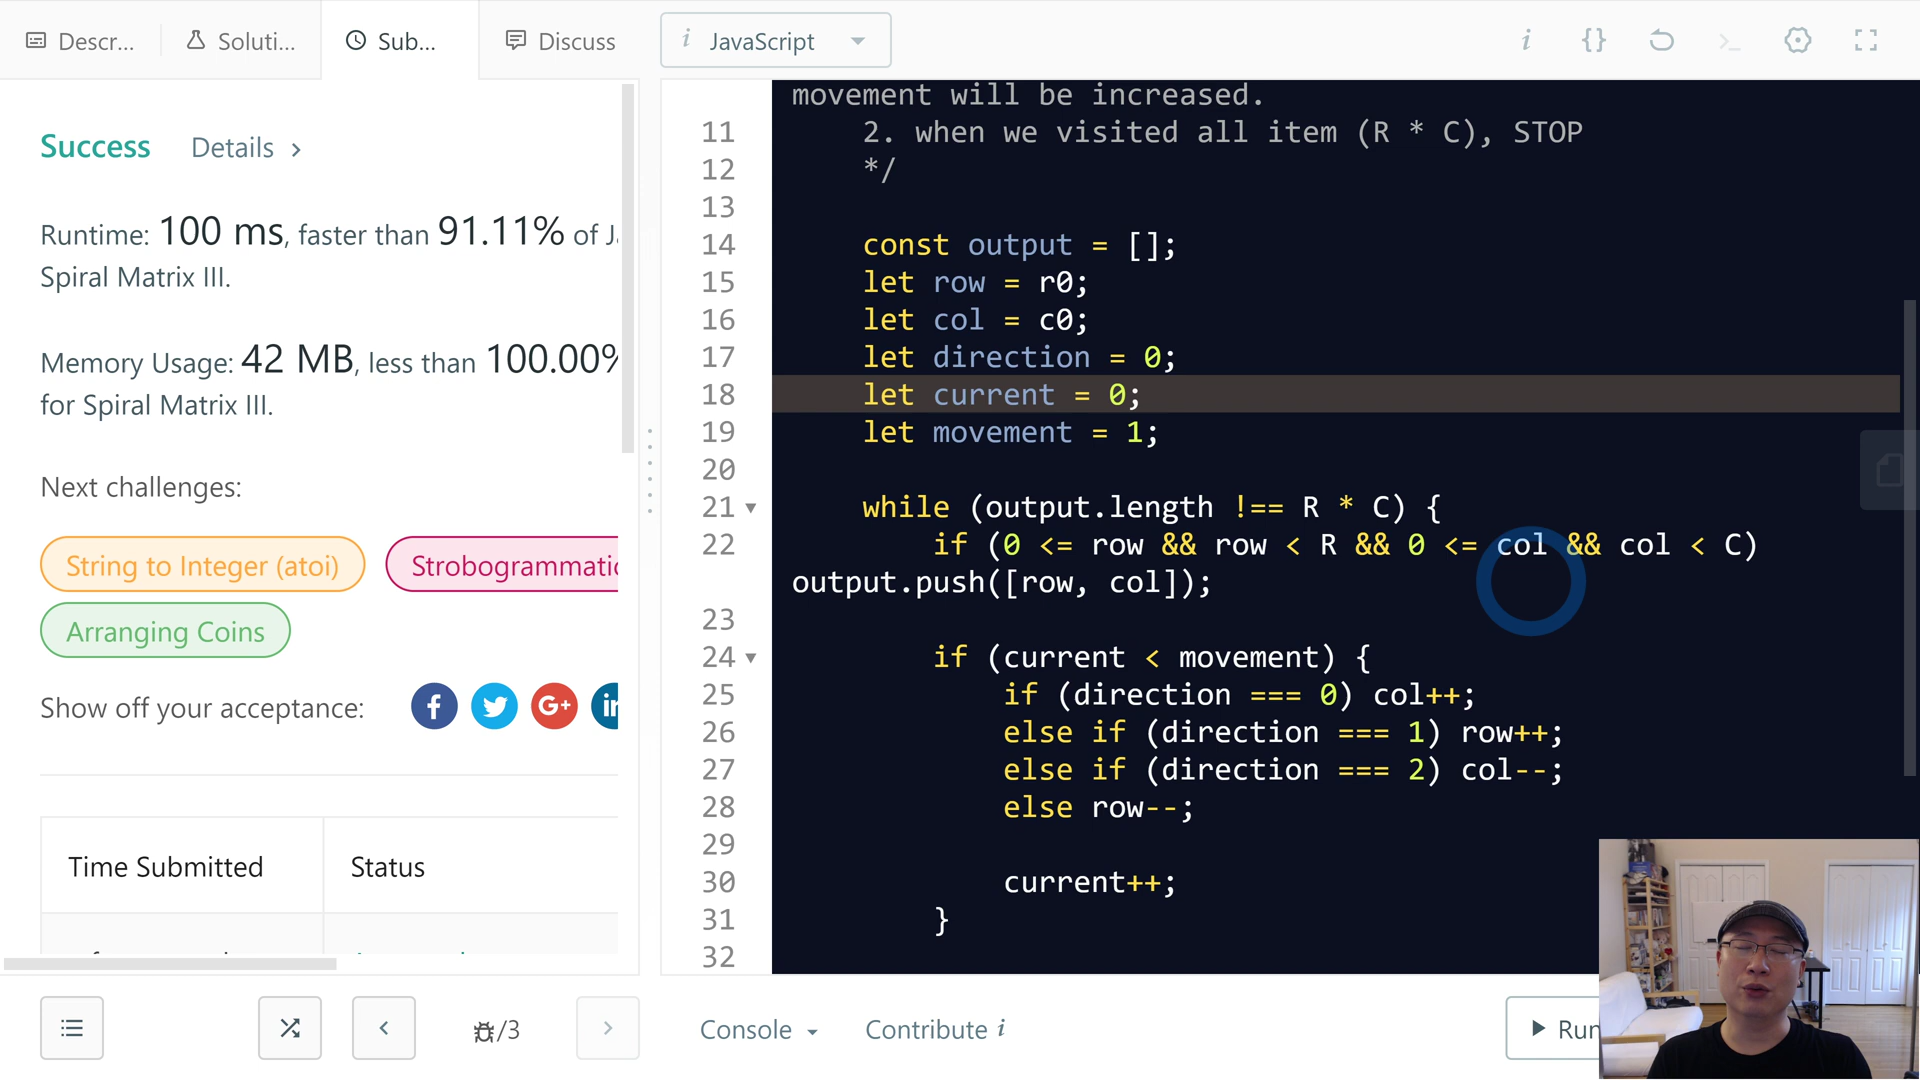 Descr...
Soluti...
Sub...
Discuss
i JavaScript
i {} >_
Success Details >
Runtime: 100 ms, faster than 91.11% of
Spiral Matrix III.
Memory Usage: 42 MB, less than 100.00%
for Spiral Matrix III.
Next challenges:
String to Integer (atoi)
Strobogrammatic
Arranging Coins
Show off your acceptance:
f G+ in
Time Submitted Status
movement will be increased.
11 2. when we visited all item (R * C), STOP
12 */
13
14 const output = [];
15 let row = r0;
16 let col = c0;
17 let direction = 0;
18 let current = 0;
19 let movement = 1;
20
21 while (output.length !== R * C) {
22 if (0 <= row && row < R && 0 <= col && col < C)
output.push([row, col]);
23
24 if (current < movement) {
25 if (direction === 0) col++;
26 else if (direction === 1) row++;
27 else if (direction === 2) col--;
28 else row--;
29
30 current++;
31 }
32
/3
Console
Contribute i
Run